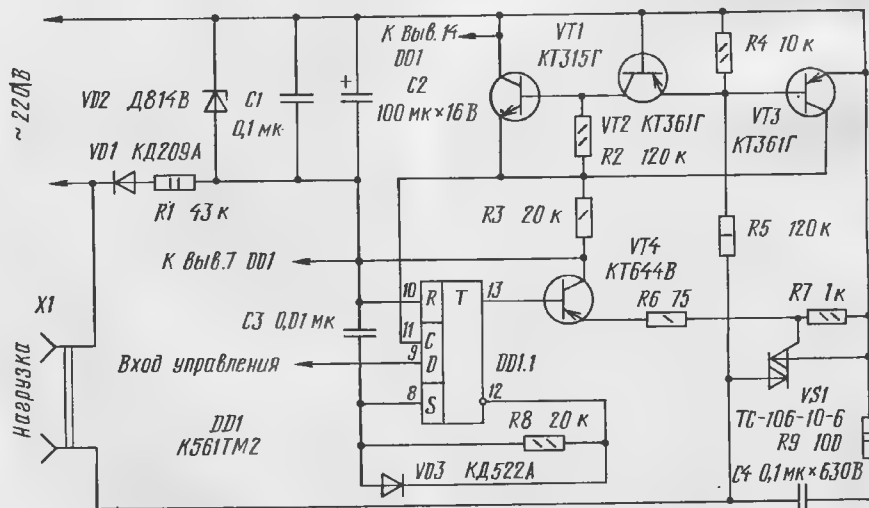 ~220В
К Выв.14
DD1
VT1
КТ315Г
R4 10 к
VD2 Д814В
C1
0,1 мк
+
C2
100 мк × 16 В
VT2 КТ361Г
VT3
КТ361Г
VD1 КД209А
R1 43 к
R2 120 к
R3 20 к
R5 120 к
К Выв.7 DD1
VT4
КТ644В
R6 75
R7 1 к
X1
Нагрузка
C3 0,01 мк
10
R
T
13
11
C
9
D
Вход управления
DD1.1
8
S
12
VS1
ТС-106-10-6
DD1
К561ТМ2
R8 20 к
R9 100
VD3 КД522А
C4 0,1 мк × 630 В